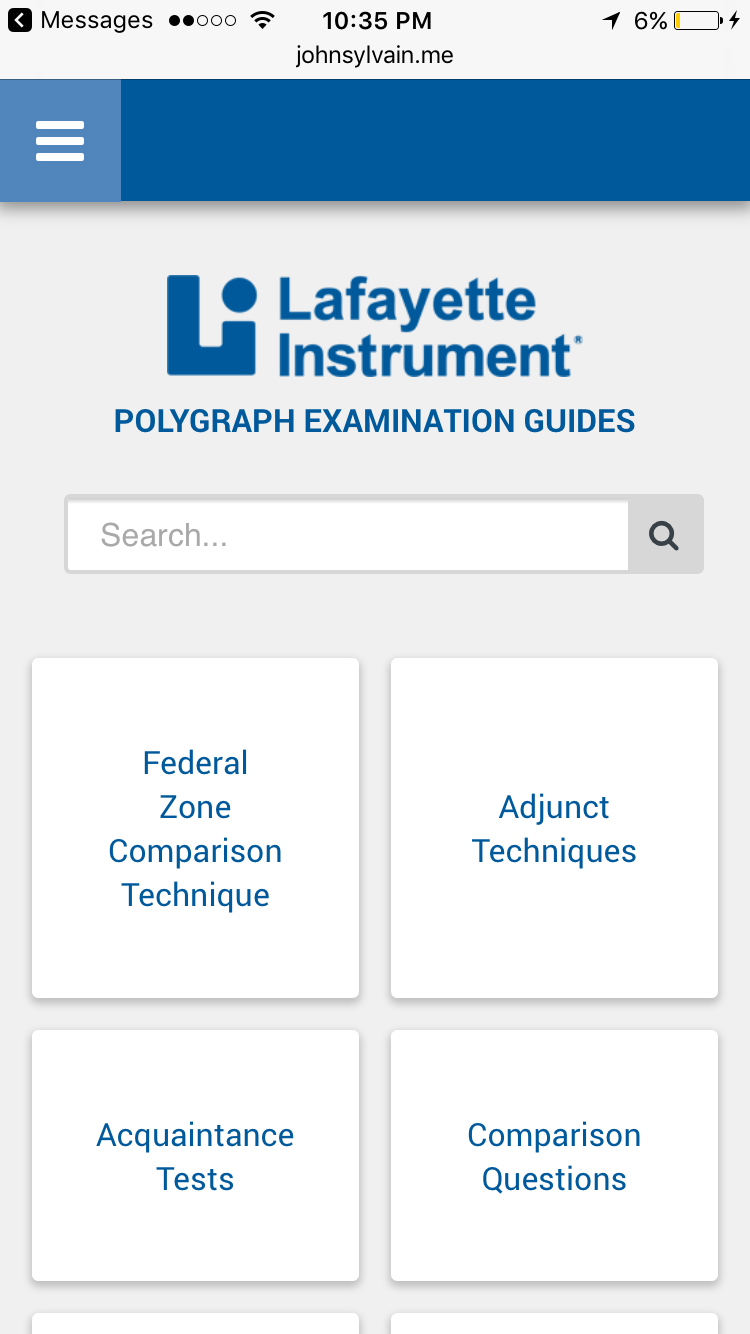 Messages 10:35 PM 6%
johnsylvain.me
Lafayette
Instrument®
POLYGRAPH EXAMINATION GUIDES
Search...
Federal
Zone
Comparison
Technique
Adjunct
Techniques
Acquaintance
Tests
Comparison
Questions